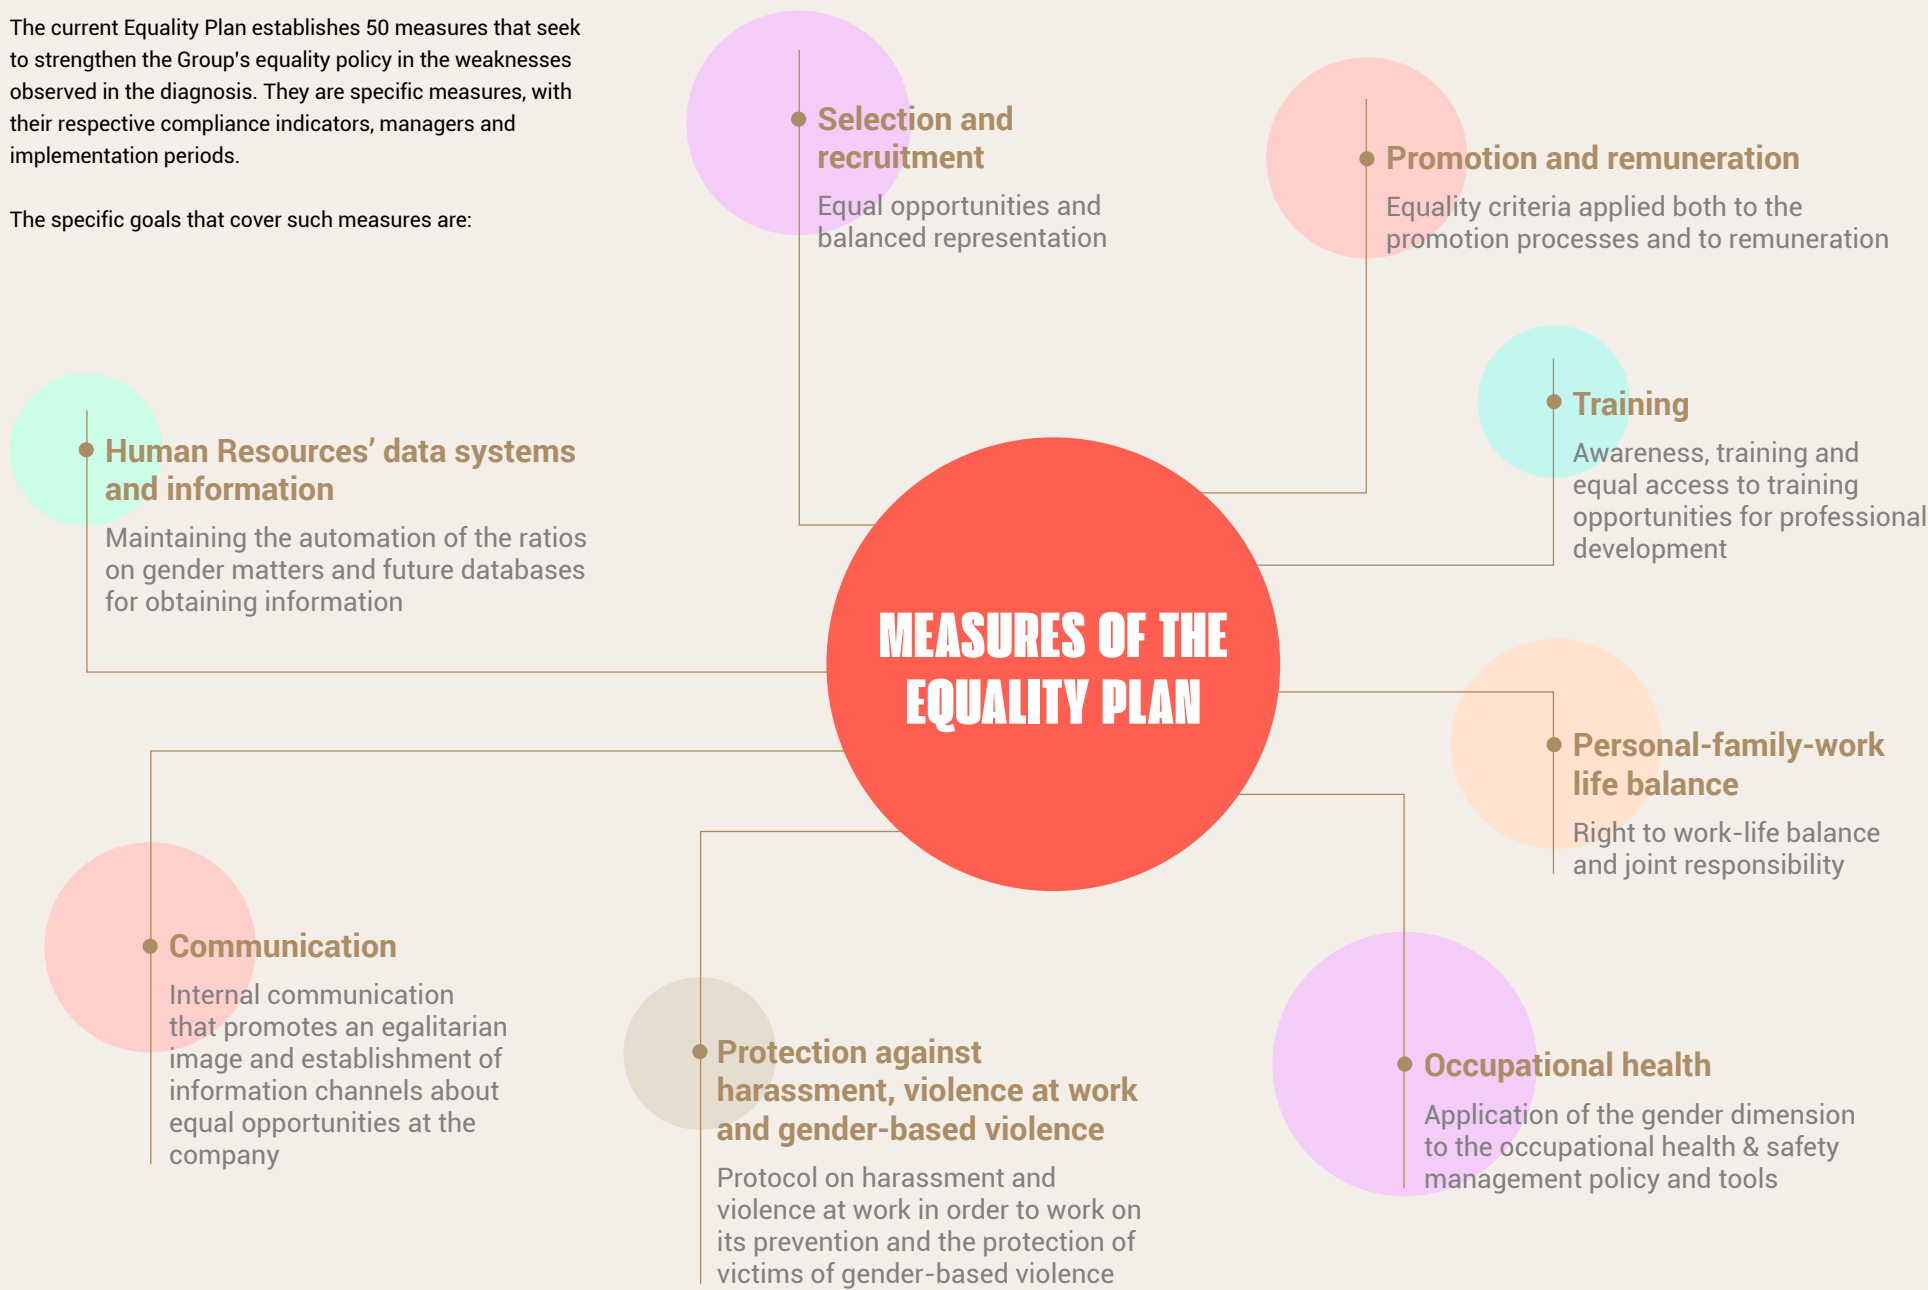 The current Equality Plan establishes 50 measures that seek
to strengthen the Group's equality policy in the weaknesses
observed in the diagnosis. They are specific measures, with
their respective compliance indicators, managers and
implementation periods.
The specific goals that cover such measures are:
Selection and
recruitment
Equal opportunities and
balanced representation
Promotion and remuneration
Equality criteria applied both to the
promotion processes and to remuneration
Training
Awareness, training and
equal access to training
opportunities for professional
development
Human Resources’ data systems
and information
Maintaining the automation of the ratios
on gender matters and future databases
for obtaining information
MEASURES OF THE
EQUALITY PLAN
Personal-family-work
life balance
Right to work-life balance
and joint responsibility
Communication
Internal communication
that promotes an egalitarian
image and establishment of
information channels about
equal opportunities at the
company
Protection against
harassment, violence at work
and gender-based violence
Protocol on harassment and
violence at work in order to work on
its prevention and the protection of
victims of gender-based violence
Occupational health
Application of the gender dimension
to the occupational health & safety
management policy and tools